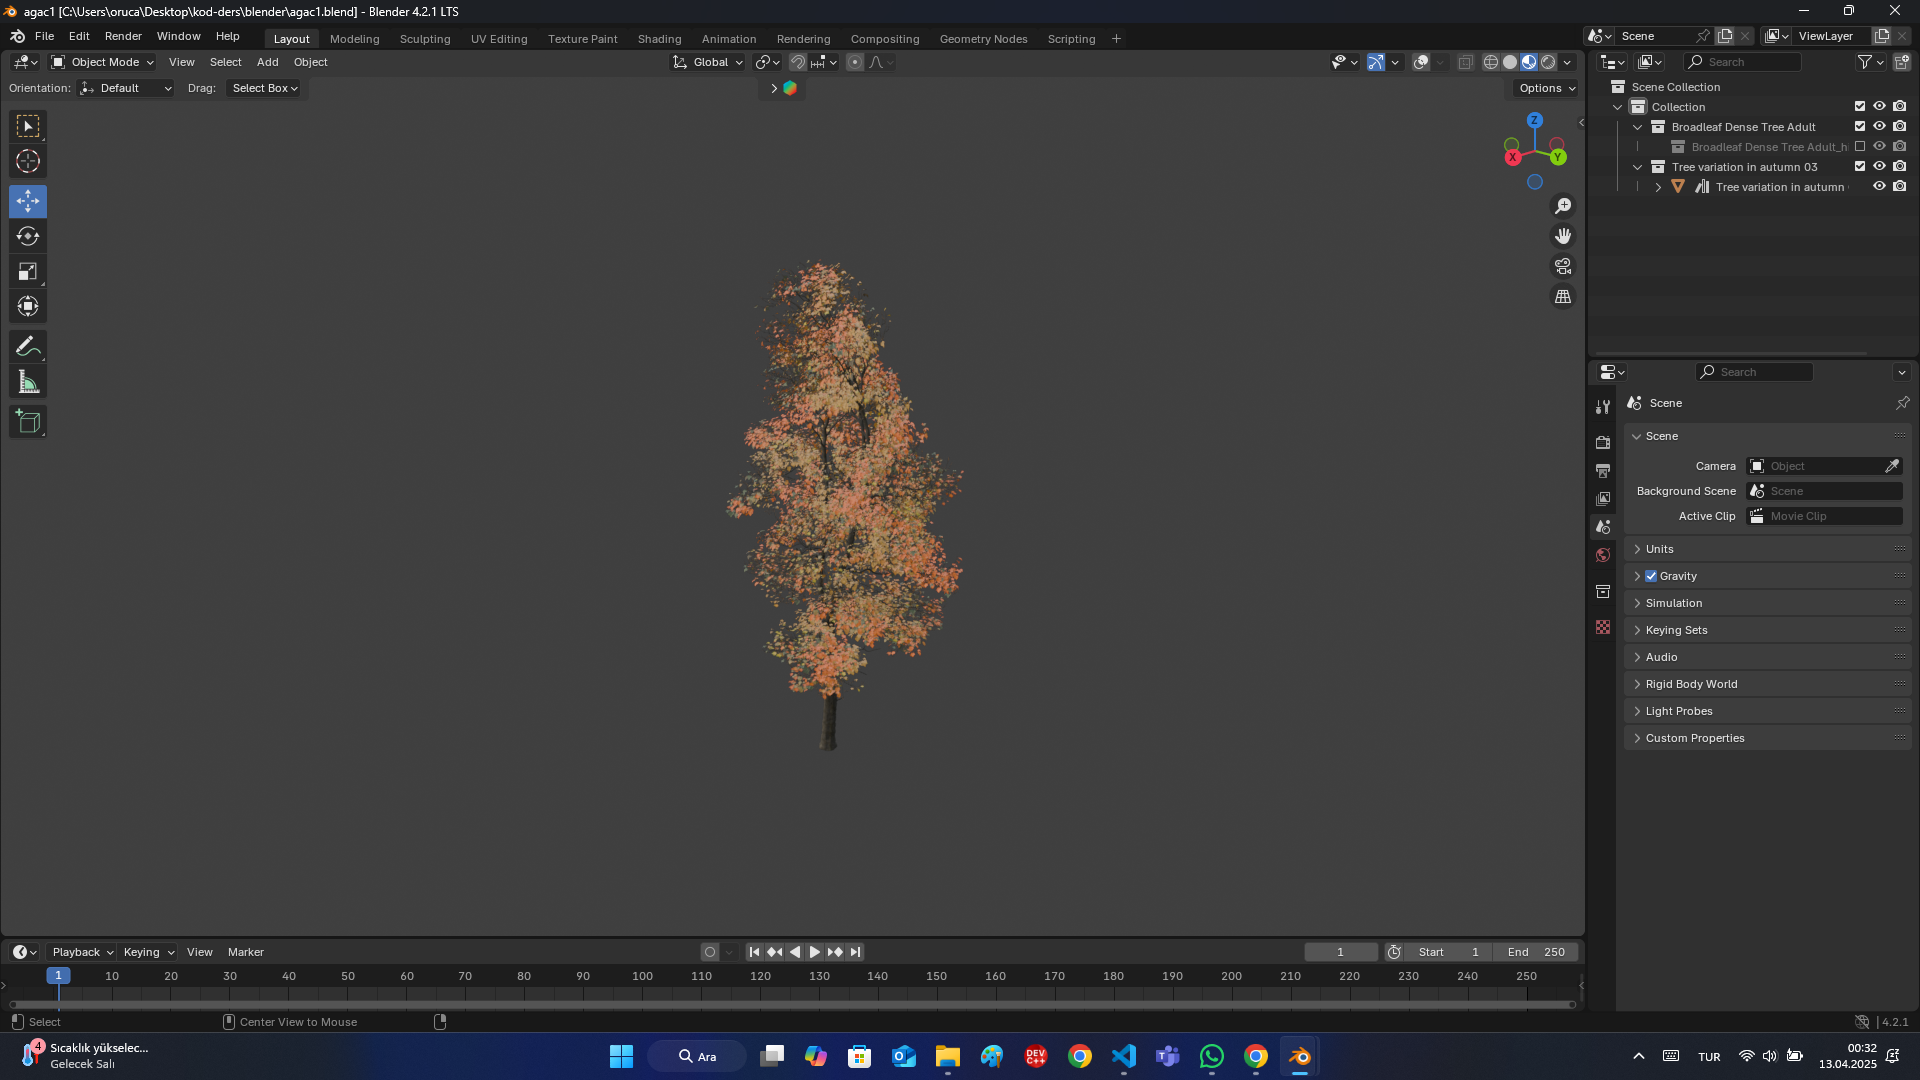 agac1 [C:\Users\oruca\Desktop\kod-ders\blender\agac1.blend] - Blender 4.2.1 LTS
File Edit Render Window Help Layout Modeling Sculpting UV Editing Texture Paint Shading Animation Rendering Compositing Geometry Nodes Scripting + Scene ViewLayer
Object Mode View Select Add Object Global Search
Orientation: Default Drag: Select Box Options
Scene Collection
Collection
Broadleaf Dense Tree Adult
Broadleaf Dense Tree Adult_h
Tree variation in autumn 03
Tree variation in autumn
Z
X
Y
Search
Scene
Scene
Camera Object
Background Scene Scene
Active Clip Movie Clip
Units
Gravity
Simulation
Keying Sets
Audio
Rigid Body World
Light Probes
Custom Properties
Playback Keying View Marker 1 Start 1 End 250
1 10 20 30 40 50 60 70 80 90 100 110 120 130 140 150 160 170 180 190 200 210 220 230 240 250
Select Center View to Mouse 4.2.1
4 Sıcaklık yükselec...
Gelecek Salı
Ara
DEV C++
TUR
00:32
13.04.2025